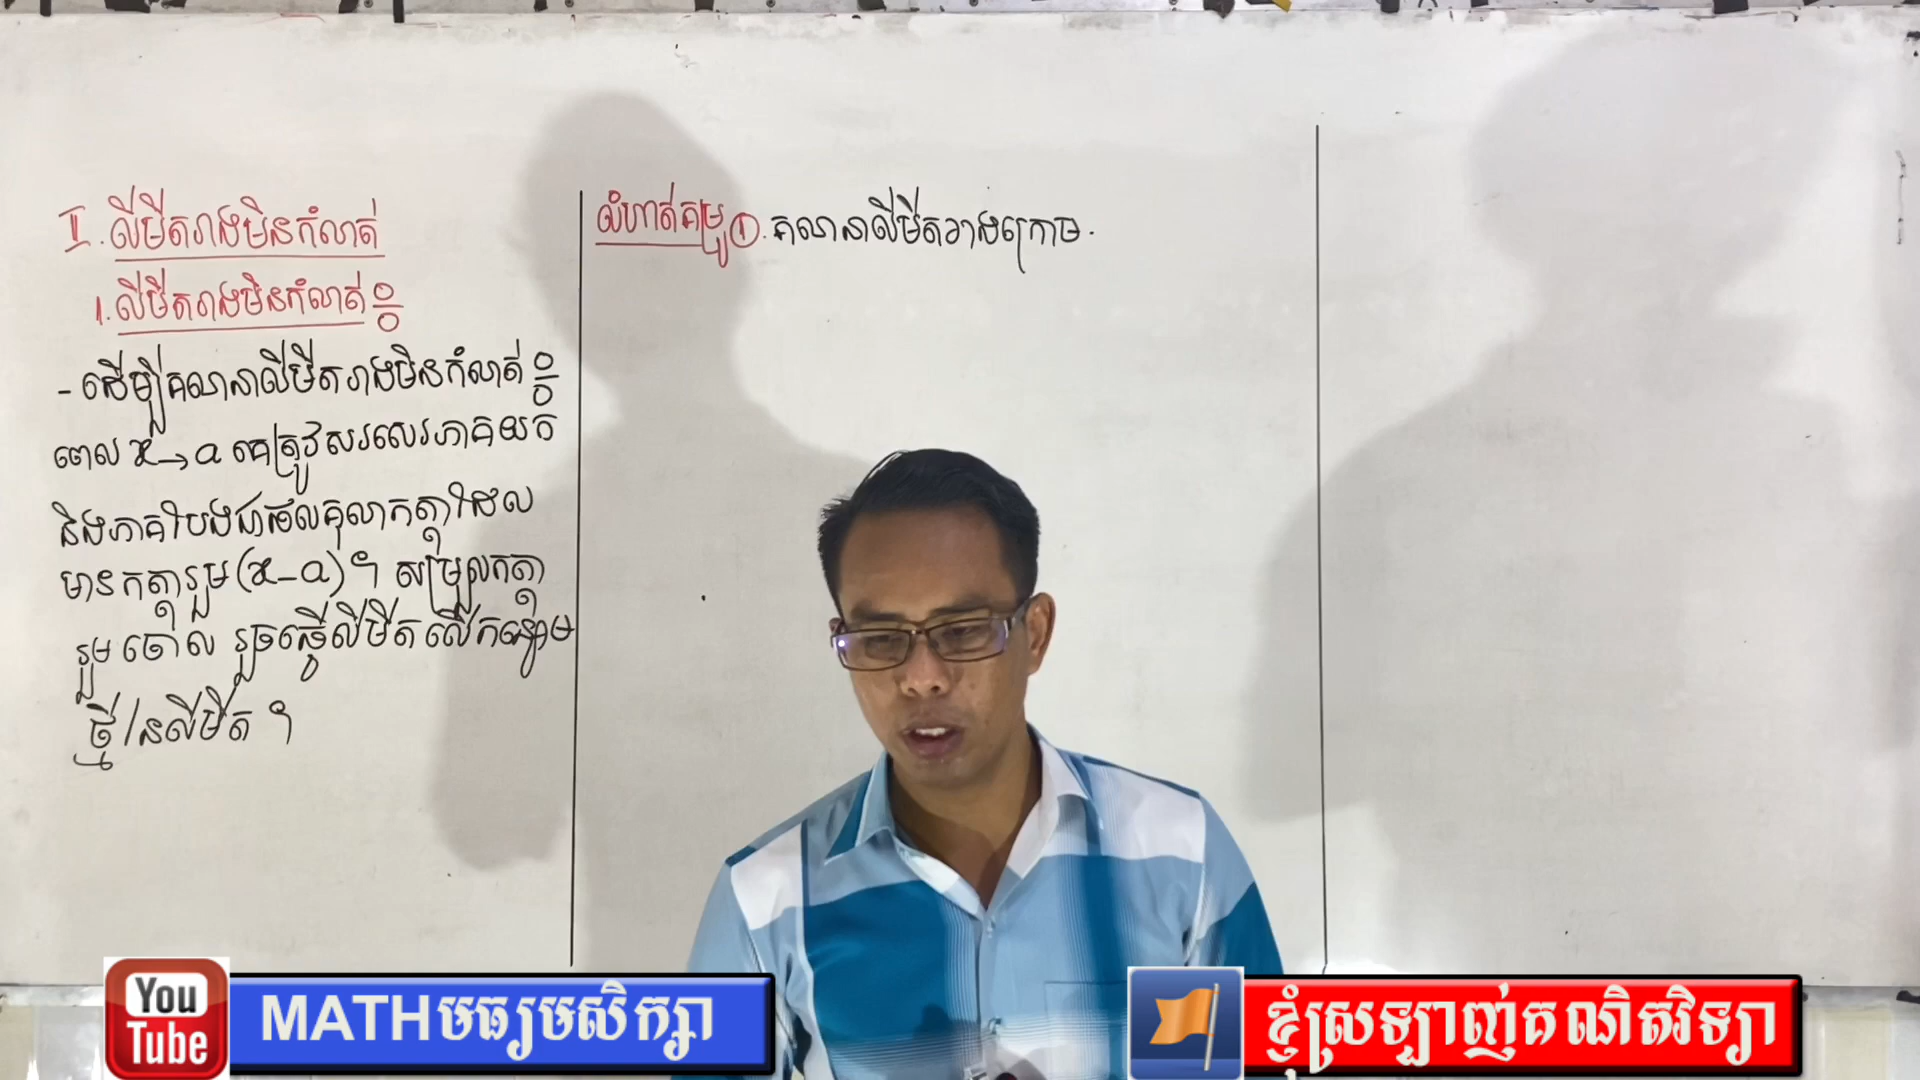 II. លីមីតរាងមិនកំណត់
1. លីមីតរាងមិនកំណត់ 0/0
- ដើម្បីគណនាលីមីតរាងមិនកំណត់ 0/0
ពេល x→a គេត្រូវសរសេរភាគយក
និងភាគបែងជាផលគុណកត្តាដែល
មានកត្តារួម (x-a) ។ សម្រួលកត្តា
រួមចោល រួចធ្វើលីមីតលើកន្សោម
ថ្មីនៃលីមីត ។
លំហាត់គម្រូ ① . គណនាលីមីតខាងក្រោម .
You Tube
MATHមធ្យមសិក្សា
ខ្ញុំស្រឡាញ់គណិតវិទ្យា